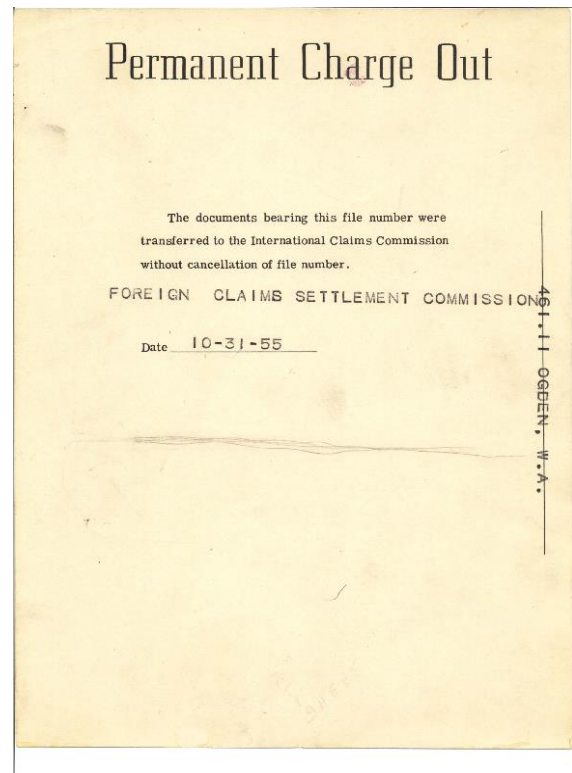 Permanent Charge Out
The documents bearing this file number were
transferred to the International Claims Commission
without cancellation of file number.
FOREIGN CLAIMS SETTLEMENT COMMISSION
Date 10-31-55
461.11 OGDEN, W.A.